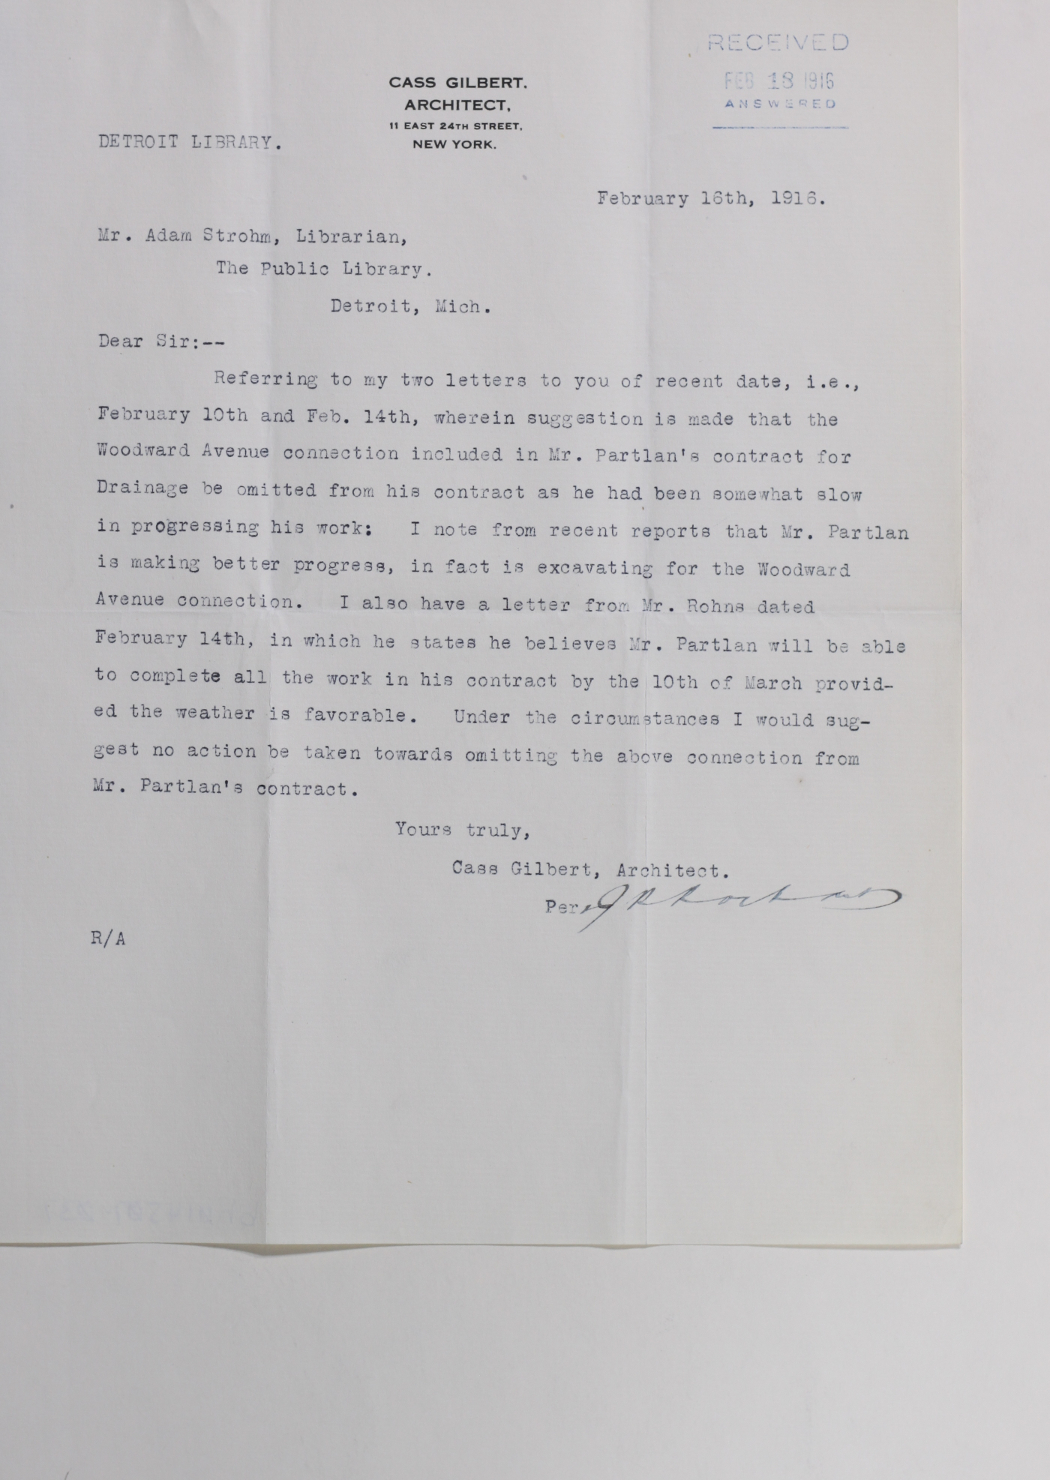 RECEIVED
FEB 18 1916
ANSWERED
CASS GILBERT.
ARCHITECT,
11 EAST 24TH STREET,
NEW YORK.
DETROIT LIBRARY.
February 16th, 1916.
Mr. Adam Strohm, Librarian,
The Public Library.
Detroit, Mich.
Dear Sir:--
Referring to my two letters to you of recent date, i.e.,
February 10th and Feb. 14th, wherein suggestion is made that the
Woodward Avenue connection included in Mr. Partlan's contract for
Drainage be omitted from his contract as he had been somewhat slow
in progressing his work; I note from recent reports that Mr. Partlan
is making better progress, in fact is excavating for the Woodward
Avenue connection. I also have a letter from Mr. Rohns dated
February 14th, in which he states he believes Mr. Partlan will be able
to complete all the work in his contract by the 10th of March provid-
ed the weather is favorable. Under the circumstances I would sug-
gest no action be taken towards omitting the above connection from
Mr. Partlan's contract.
Yours truly,
Cass Gilbert, Architect.
Per
R/A